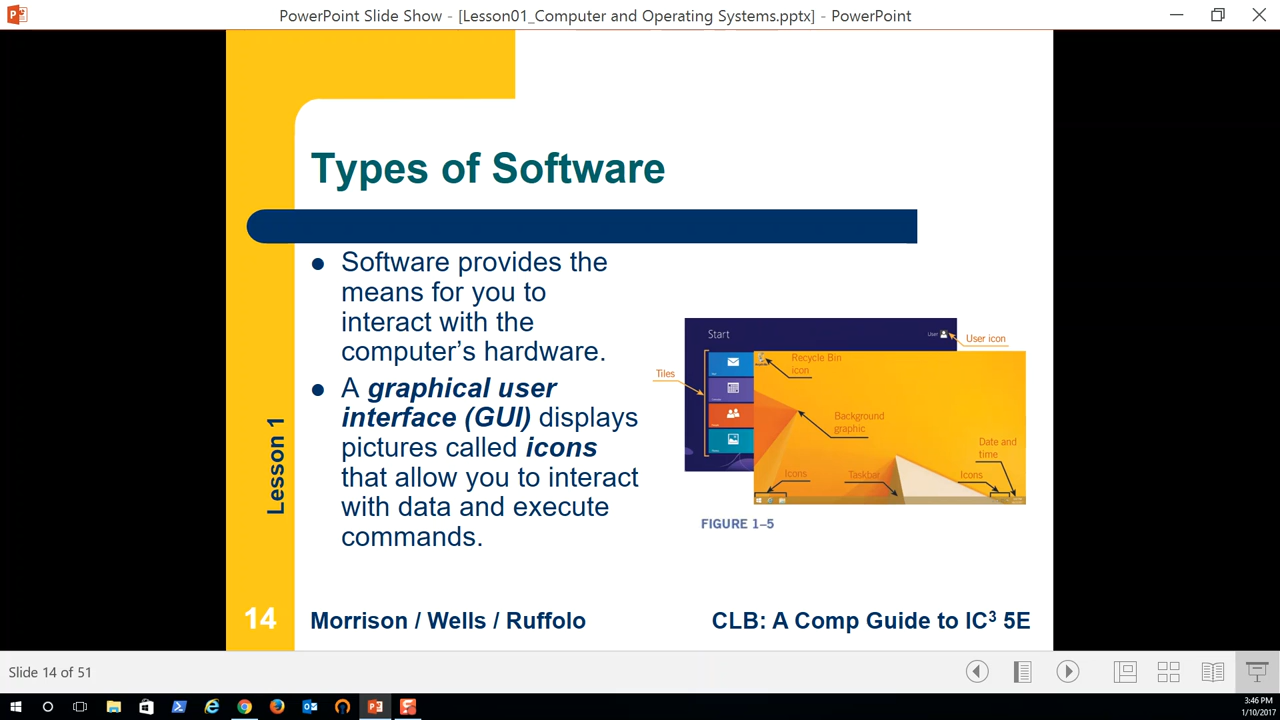 PowerPoint Slide Show - [Lesson01_Computer and Operating Systems.pptx] - PowerPoint
Types of Software
Software provides the
means for you to
interact with the
computer's hardware.
A graphical user
interface (GUI) displays
pictures called icons
that allow you to interact
with data and execute
commands.
Start
User
User icon
Tiles
Recycle Bin
icon
Background
graphic
Date and
time
Icons
Taskbar
Icons
FIGURE 1–5
Lesson 1
14
Morrison / Wells / Ruffolo
CLB: A Comp Guide to IC³ 5E
Slide 14 of 51
3:46 PM
1/10/2017